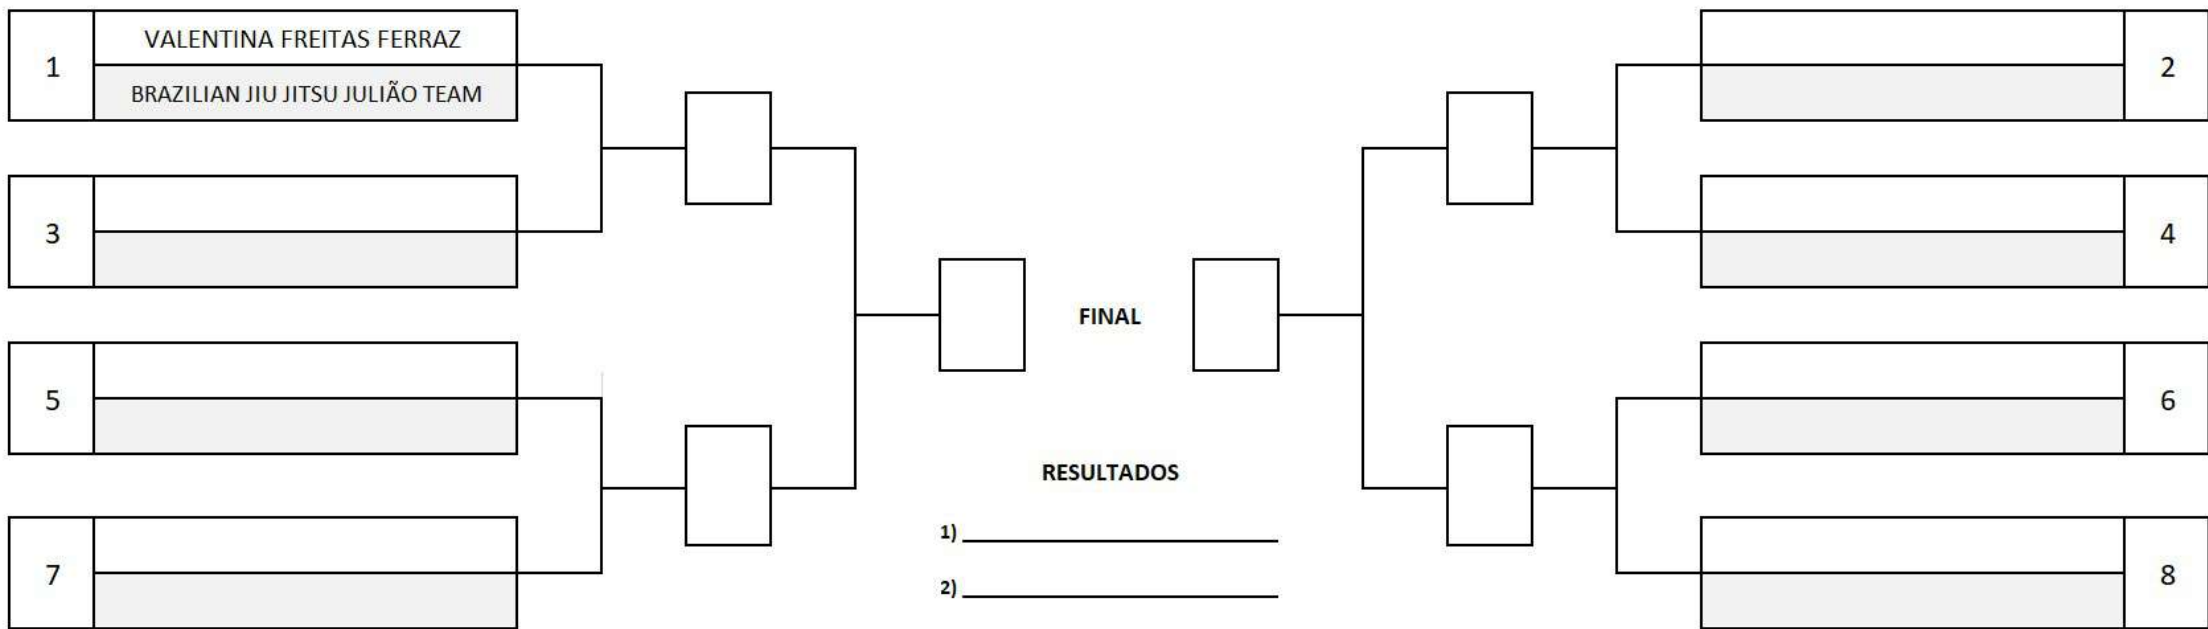 1
VALENTINA FREITAS FERRAZ
BRAZILIAN JIU JITSU JULIÃO TEAM
2
3
4
FINAL
5
6
RESULTADOS
1)
2)
7
8